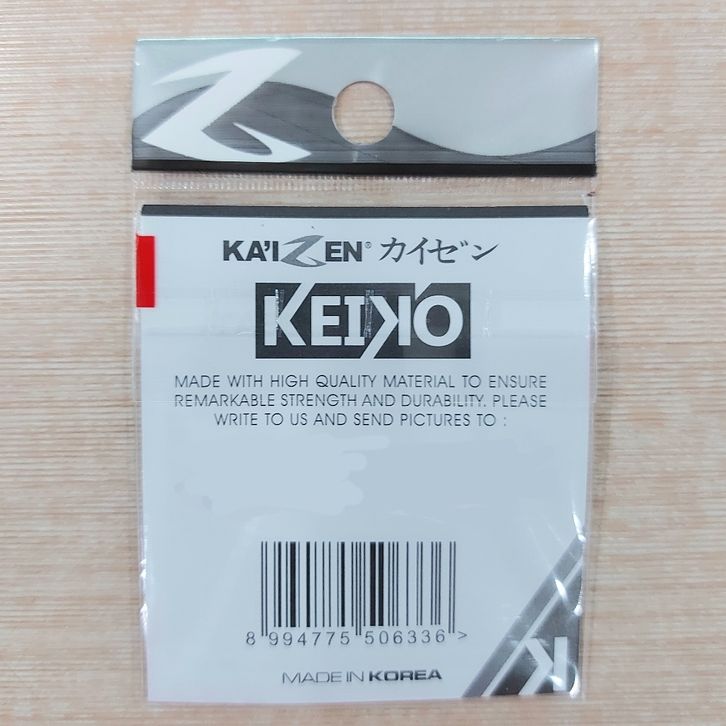 KA'IZEN® カイゼン
KEIKO
MADE WITH HIGH QUALITY MATERIAL TO ENSURE
REMARKABLE STRENGTH AND DURABILITY. PLEASE
WRITE TO US AND SEND PICTURES TO :
8 994775 506336 >
MADE IN KOREA
K